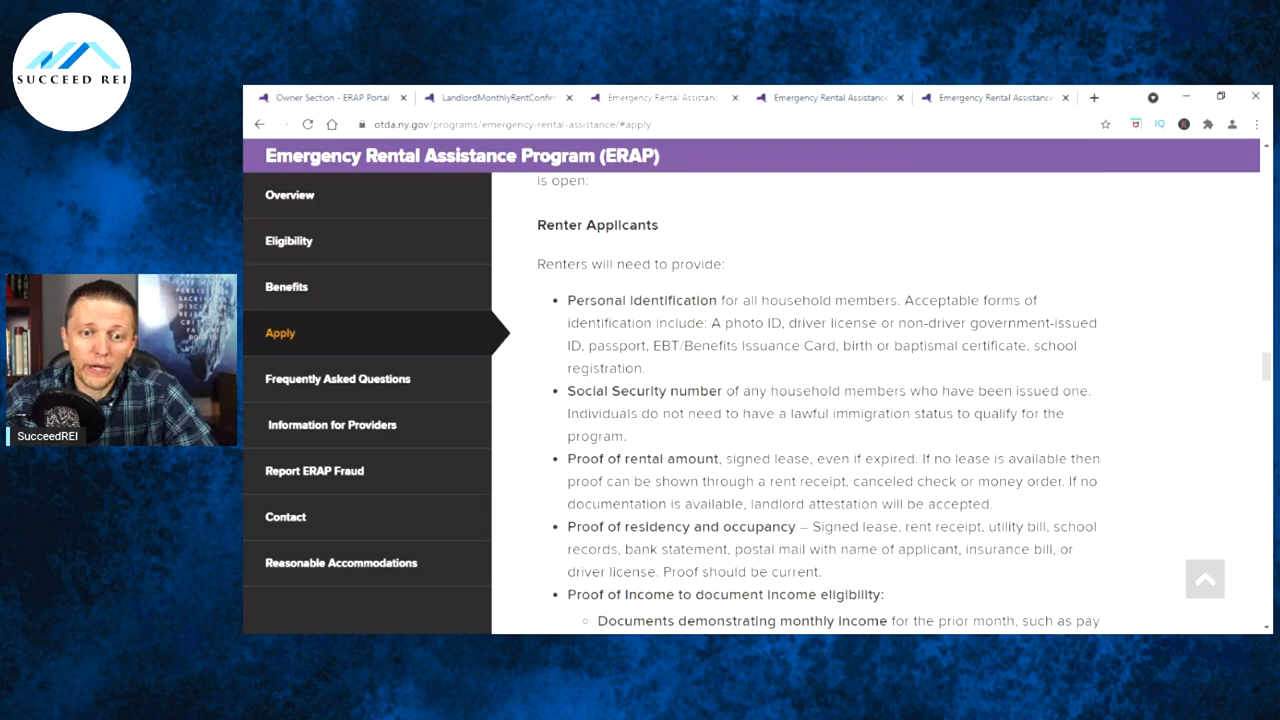 SUCCEED REI
Owner Section - ERAP Portal
LandlordMonthlyRentConfir
Emergency Rental Assistanc
Emergency Rental Assistance
Emergency Rental Assistance
otda.ny.gov/programs/emergency-rental-assistance/#apply
IQ
Emergency Rental Assistance Program (ERAP)
Overview
Eligibility
Benefits
Apply
Frequently Asked Questions
Information for Providers
Report ERAP Fraud
Contact
Reasonable Accommodations
is open:
Renter Applicants
Renters will need to provide:
• Personal Identification for all household members. Acceptable forms of
identification include: A photo ID, driver license or non-driver government-issued
ID, passport, EBT/Benefits Issuance Card, birth or baptismal certificate, school
registration.
• Social Security number of any household members who have been issued one.
Individuals do not need to have a lawful immigration status to qualify for the
program.
• Proof of rental amount, signed lease, even if expired. If no lease is available then
proof can be shown through a rent receipt, canceled check or money order. If no
documentation is available, landlord attestation will be accepted.
• Proof of residency and occupancy – Signed lease, rent receipt, utility bill, school
records, bank statement, postal mail with name of applicant, insurance bill, or
driver license. Proof should be current.
• Proof of Income to document income eligibility:
○ Documents demonstrating monthly income for the prior month, such as pay
SucceedREI